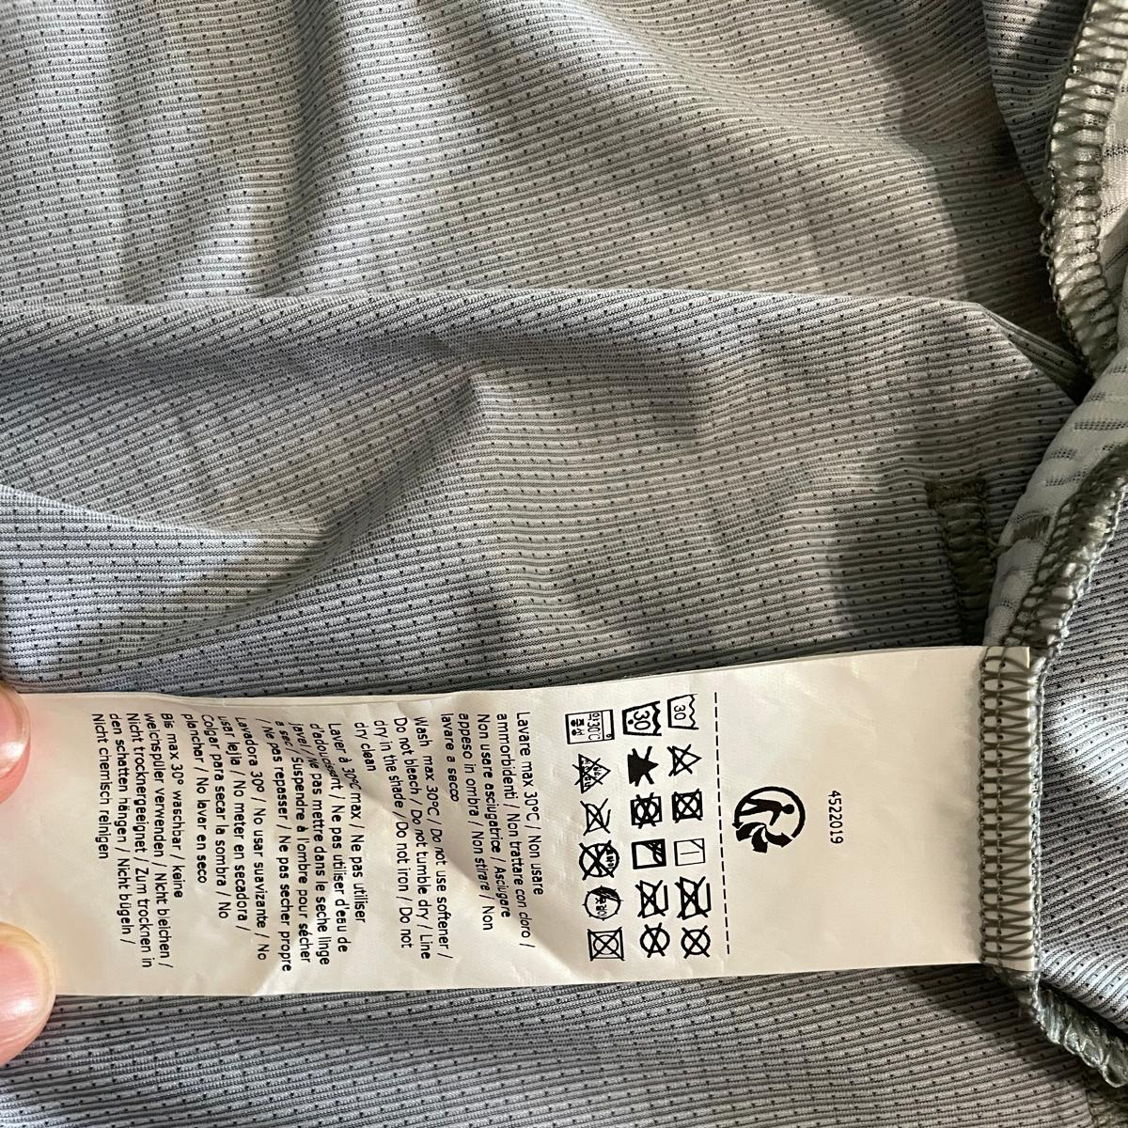 4522019
30
30
30°C
Lavare max 30°C / Non usare
ammorbidenti / Non trattare con cloro /
Non usare asciugatrice / Asciugare
appeso in ombra / Non stirare / Non
lavare a secco
Wash max 30°C / Do not use softener /
Do not bleach / Do not tumble dry / Line
dry in the shade / Do not iron / Do not
dry clean
Laver à 30°C max / Ne pas utiliser
d'adoucissant / Ne pas utiliser d'eau de
javel / Ne pas mettre dans le seche linge
/ Suspendre à l'ombre pour sécher
/ Ne pas repasser / Ne pas sécher propre
a sec
Lavadora 30° / No usar suavizante / No
usar lejía / No meter en secadora /
Colgar para secar la sombra / No
planchar / No lavar en seco
Bis max 30° waschbar / keine
weichspüler verwenden / Nicht bleichen /
Nicht trocknergeeignet / Zum trocknen in
den schatten hängen / Nicht bügeln /
Nicht chemisch reinigen